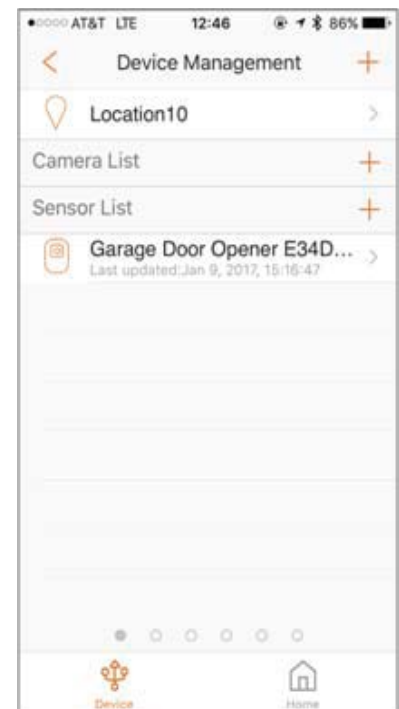 AT&T LTE 12:46 86%
Device Management
Location10
Camera List
Sensor List
Garage Door Opener E34D...
Last updated:Jan 9, 2017, 15:16:47
Device Home